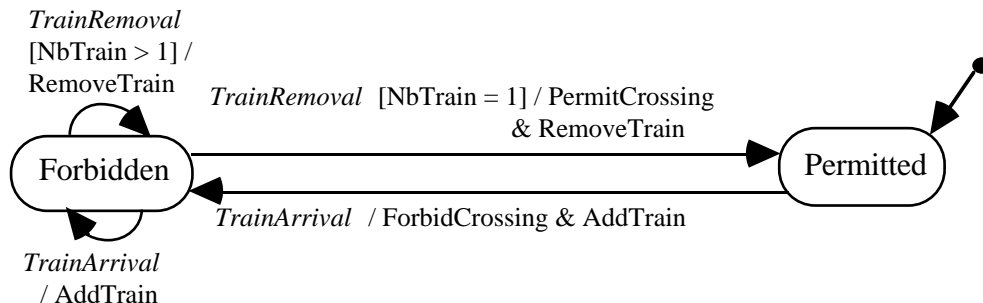 TrainRemoval
[NbTrain > 1] /
RemoveTrain
TrainRemoval [NbTrain = 1] / PermitCrossing
& RemoveTrain
Forbidden
Permitted
TrainArrival / ForbidCrossing & AddTrain
TrainArrival
/ AddTrain